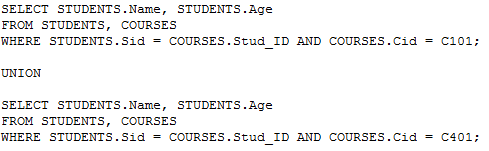 SELECT STUDENTS.Name, STUDENTS.Age
FROM STUDENTS, COURSES
WHERE STUDENTS.Sid = COURSES.Stud_ID AND COURSES.Cid = C101;
UNION
SELECT STUDENTS.Name, STUDENTS.Age
FROM STUDENTS, COURSES
WHERE STUDENTS.Sid = COURSES.Stud_ID AND COURSES.Cid = C401;